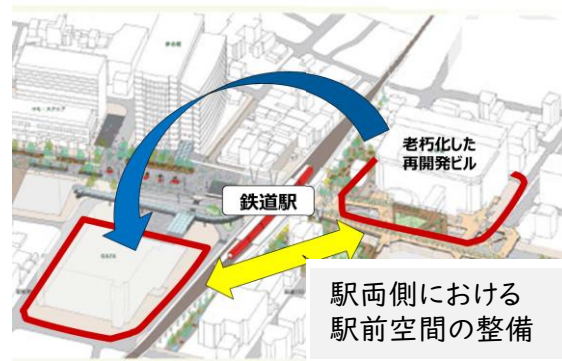 老朽化した
再開発ビル
鉄道駅
駅両側における
駅前空間の整備